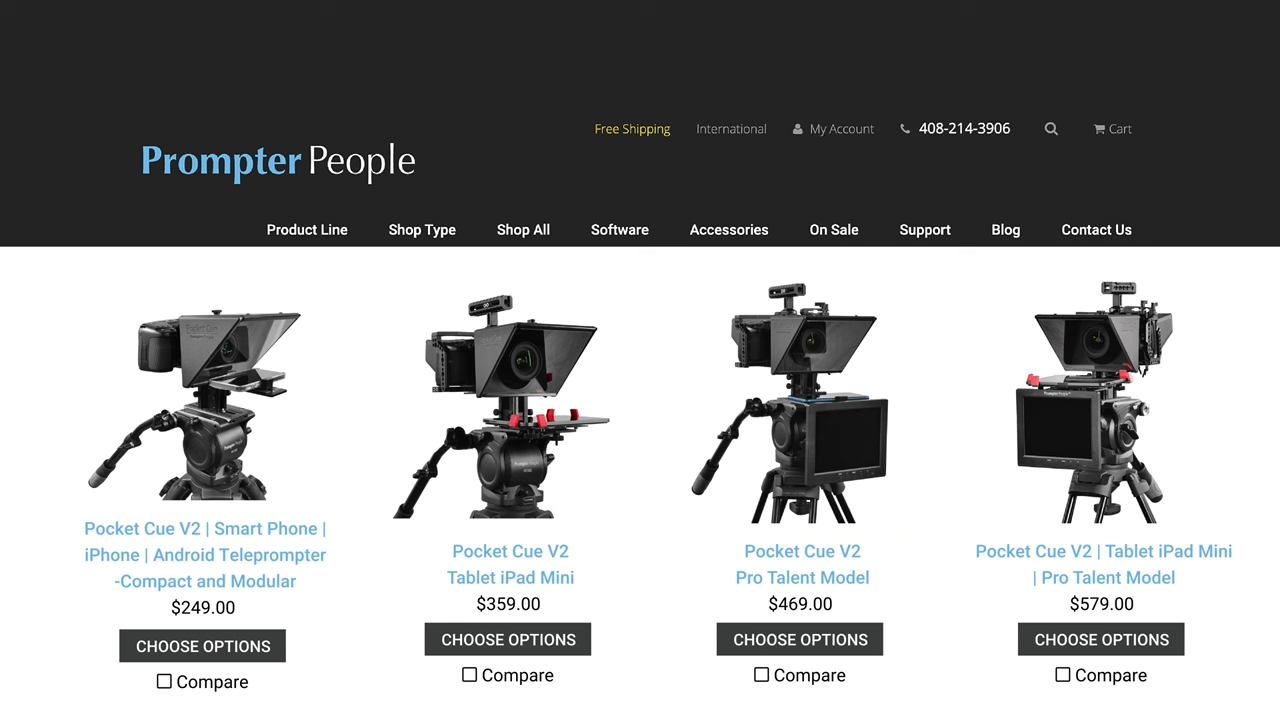 Free Shipping International My Account 408-214-3906 Cart
Prompter People
Product Line Shop Type Shop All Software Accessories On Sale Support Blog Contact Us
Pocket Cue V2 | Smart Phone |
iPhone | Android Teleprompter
-Compact and Modular
$249.00
CHOOSE OPTIONS
Compare
Pocket Cue V2
Tablet iPad Mini
$359.00
CHOOSE OPTIONS
Compare
Pocket Cue V2
Pro Talent Model
$469.00
CHOOSE OPTIONS
Compare
Pocket Cue V2 | Tablet iPad Mini
| Pro Talent Model
$579.00
CHOOSE OPTIONS
Compare